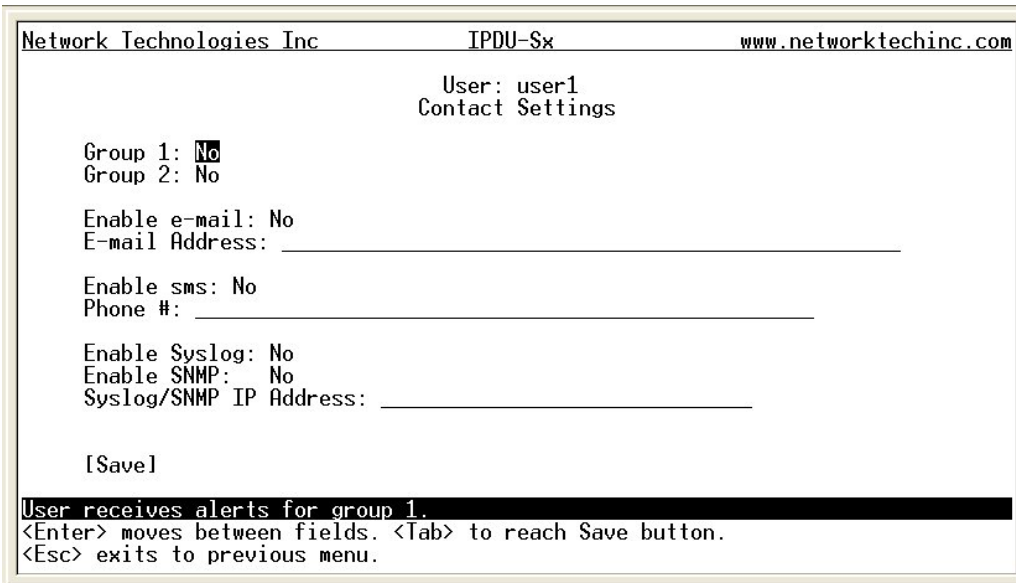 Network Technologies Inc IPDU-Sx www.networktechinc.com
User: user1
Contact Settings
Group 1: No
Group 2: No
Enable e-mail: No
E-mail Address: ____________________
Enable sms: No
Phone #: ____________________
Enable Syslog: No
Enable SNMP: No
Syslog/SNMP IP Address: ____________________
[Save]
User receives alerts for group 1.
<Enter> moves between fields. <Tab> to reach Save button.
<Esc> exits to previous menu.